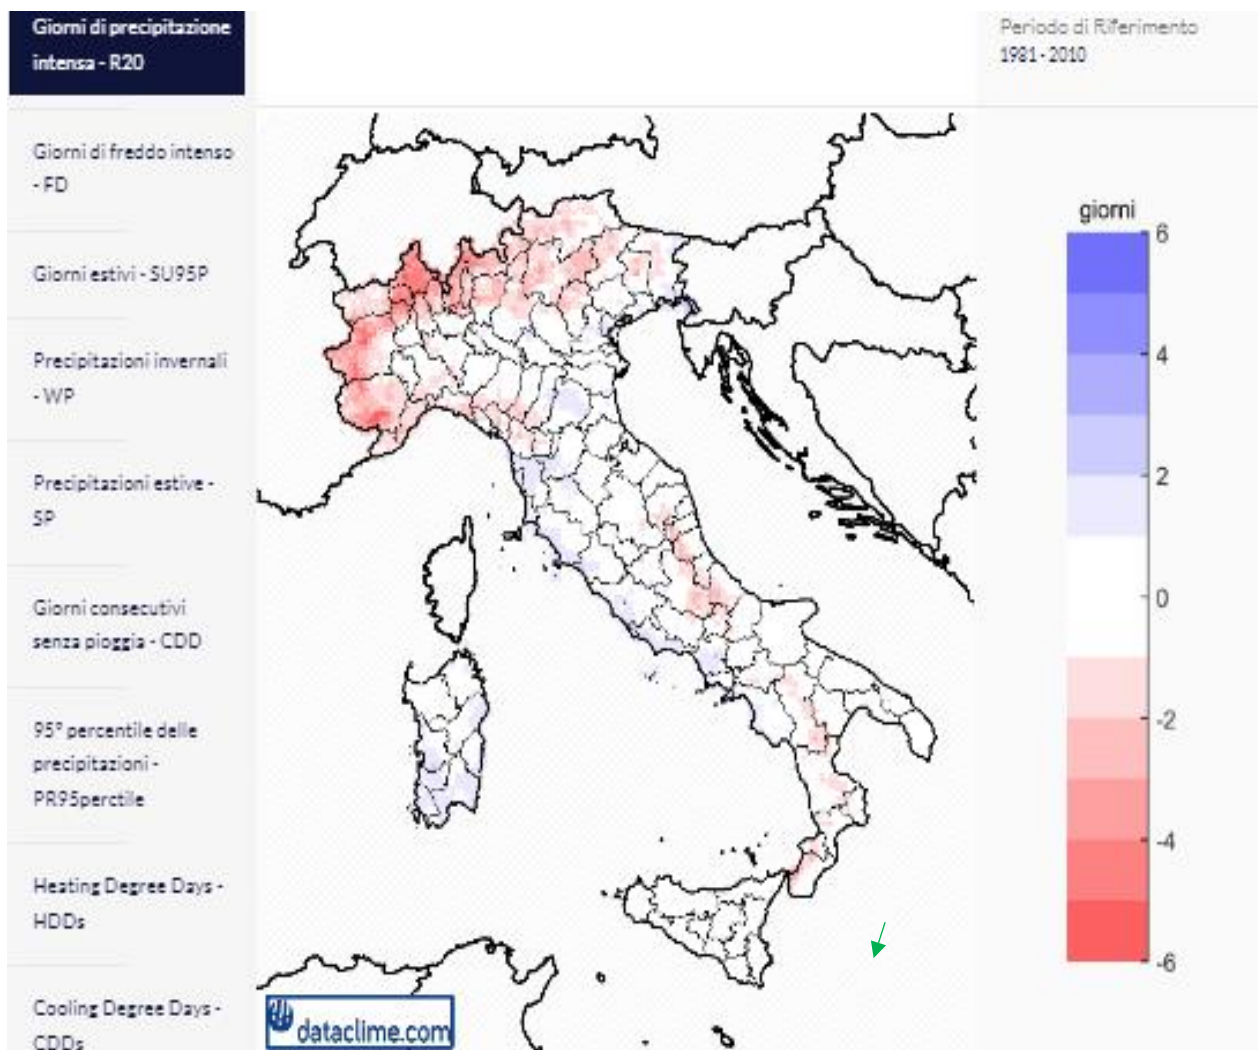 Giorni di precipitazione
intensa - R20
Periodo di Riferimento
1981 - 2010
Giorni di freddo intenso
- FD
Giorni estivi - SU95P
Precipitazioni invernali
- WP
Precipitazioni estive -
SP
Giorni consecutivi
senza pioggia - CDD
95° percentile delle
precipitazioni -
PR95perctile
Heating Degree Days -
HDDs
Cooling Degree Days -
CDDs
giorni
6
4
2
0
-2
-4
-6
dataclime.com